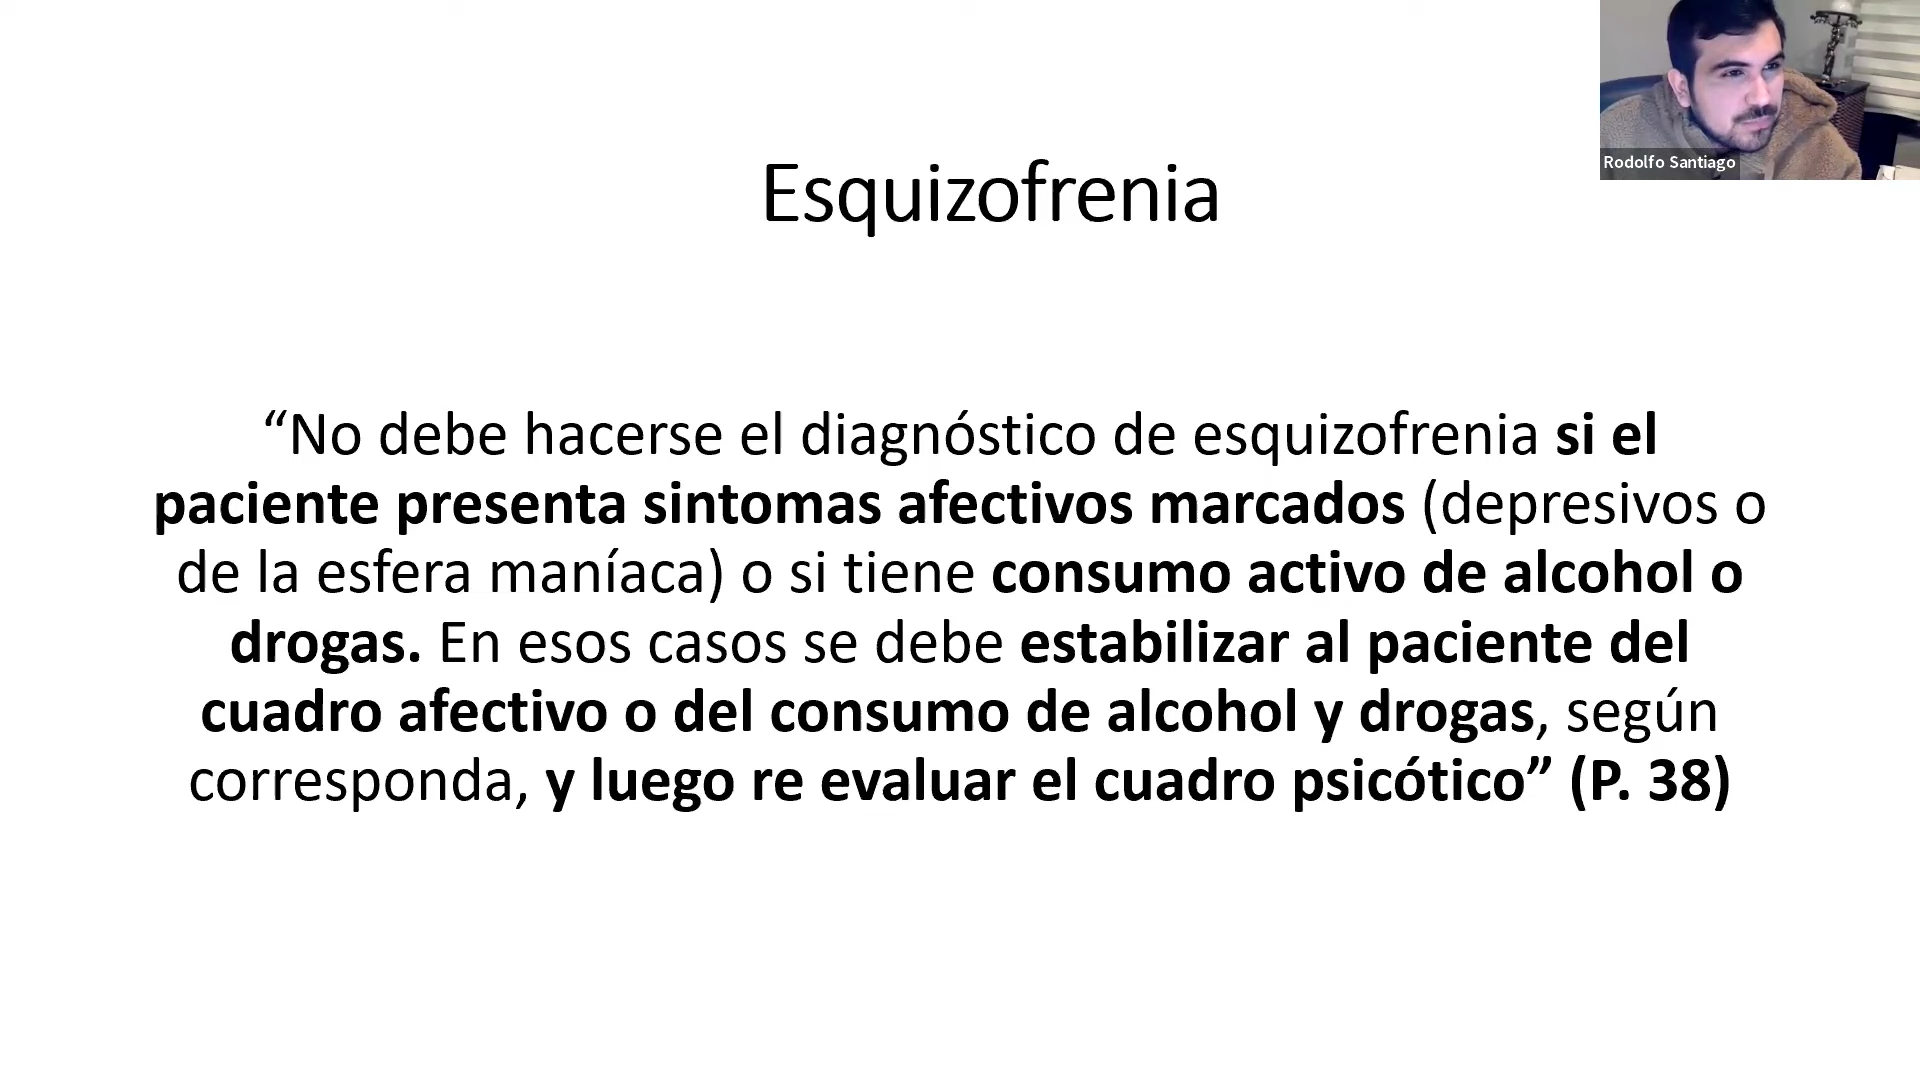 Rodolfo Santiago
Esquizofrenia
“No debe hacerse el diagnóstico de esquizofrenia si el
paciente presenta sintomas afectivos marcados (depresivos o
de la esfera maníaca) o si tiene consumo activo de alcohol o
drogas. En esos casos se debe estabilizar al paciente del
cuadro afectivo o del consumo de alcohol y drogas, según
corresponda, y luego re evaluar el cuadro psicótico” (P. 38)